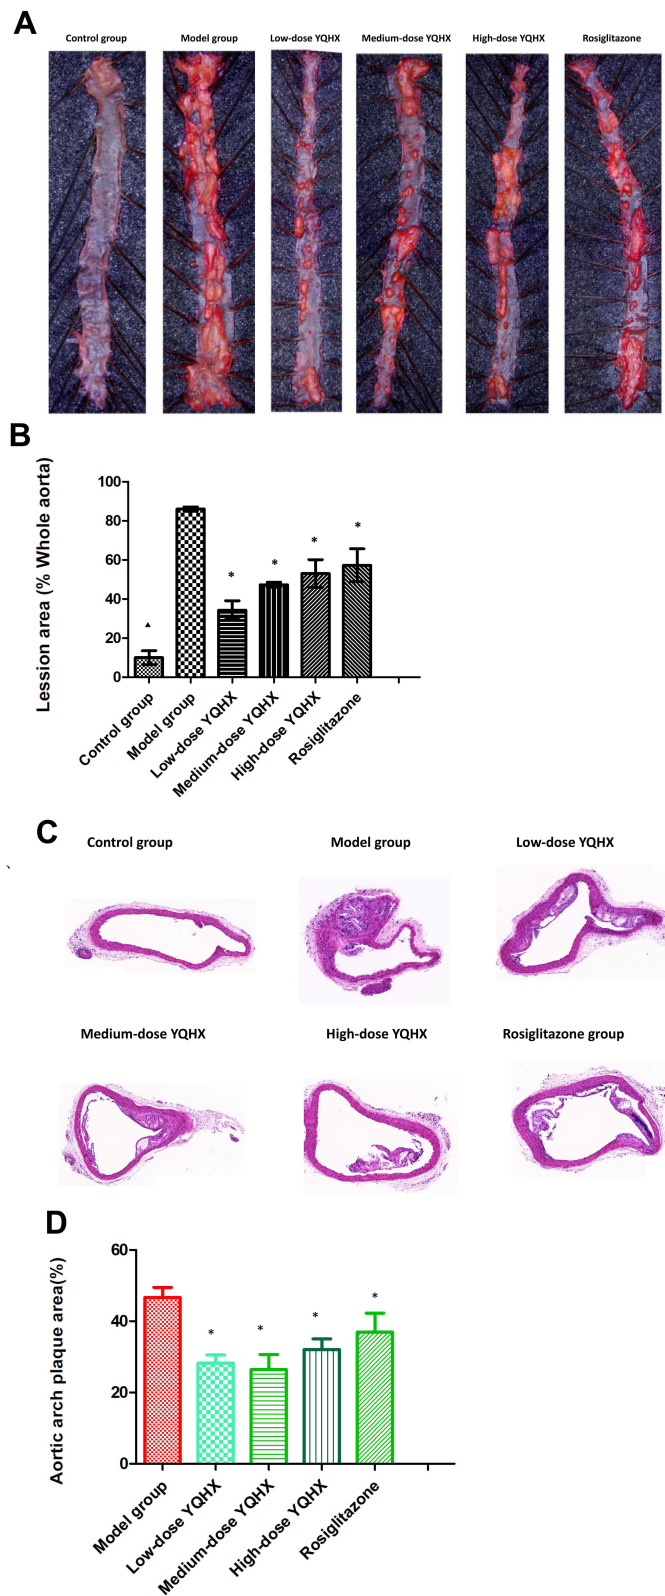 A
Control group
Model group
Low-dose YQHX
Medium-dose YQHX
High-dose YQHX
Rosiglitazone
B
Lession area (% Whole aorta)
100
80
60
40
20
0
▲
*
*
*
*
Control group
Model group
Low-dose YQHX
Medium-dose YQHX
High-dose YQHX
Rosiglitazone
C
Control group
Model group
Low-dose YQHX
、
Medium-dose YQHX
High-dose YQHX
Rosiglitazone group
D
Aortic arch plaque area(%)
60
40
20
0
*
*
*
*
Model group
Low-dose YQHX
Medium-dose YQHX
High-dose YQHX
Rosiglitazone